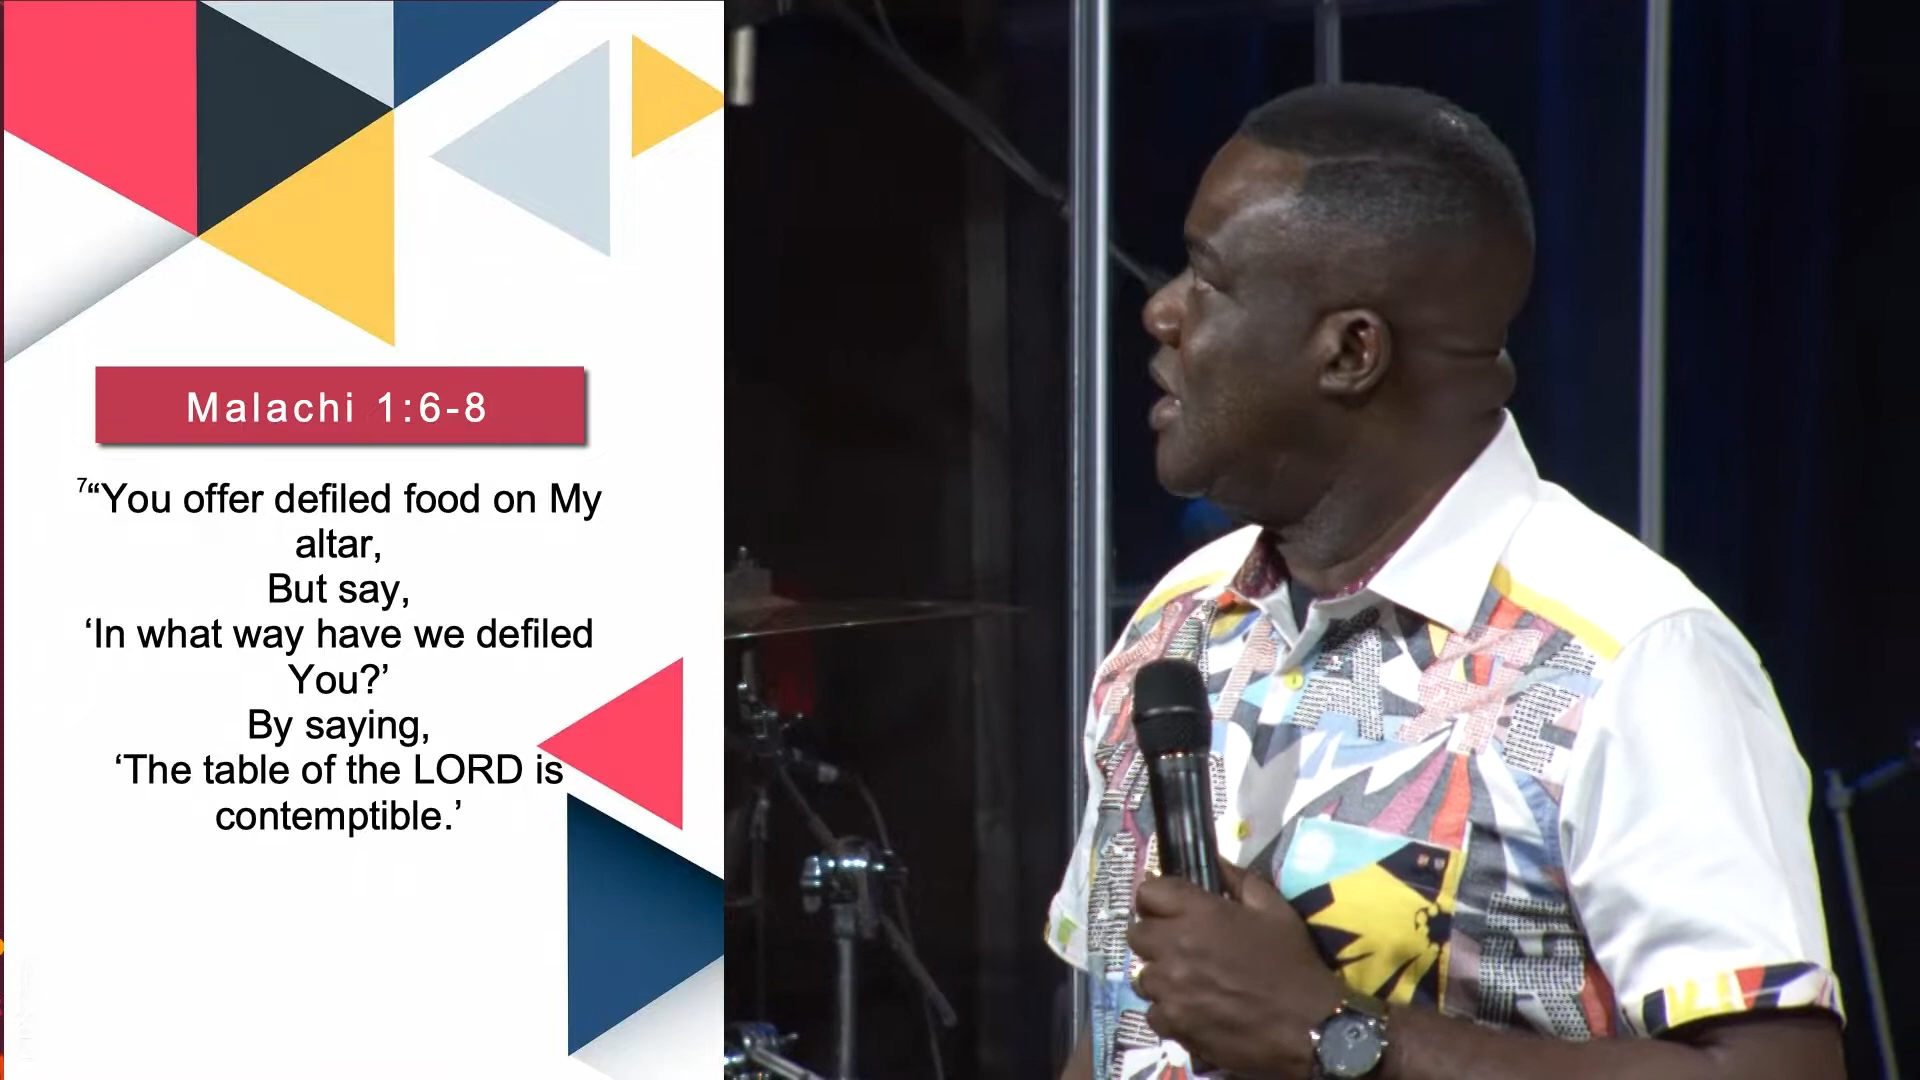 Malachi 1:6-8
7“You offer defiled food on My
altar,
But say,
‘In what way have we defiled
You?’
By saying,
‘The table of the LORD is
contemptible.’